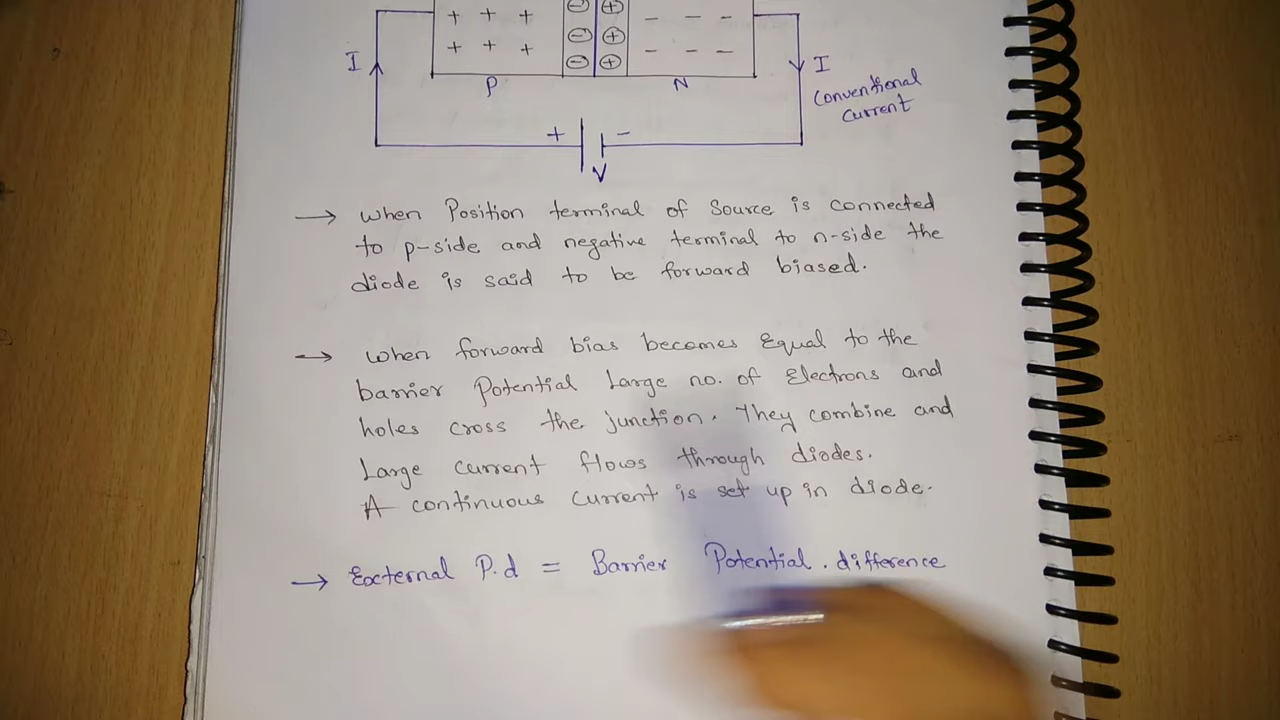 + + + - + - - -
+ + + - + - - -
- +
I I
P N
Conventional
Current
+ -
V
→ when Position terminal of Source is connected
to p-side and negative terminal to n-side the
diode is said to be forward biased.
→ when forward bias becomes Equal to the
barrier Potential Large no. of Electrons and
holes cross the junction. They combine and
Large current flows through diodes.
A continuous current is set up in diode.
→ External P.d = Barrier Potential . difference